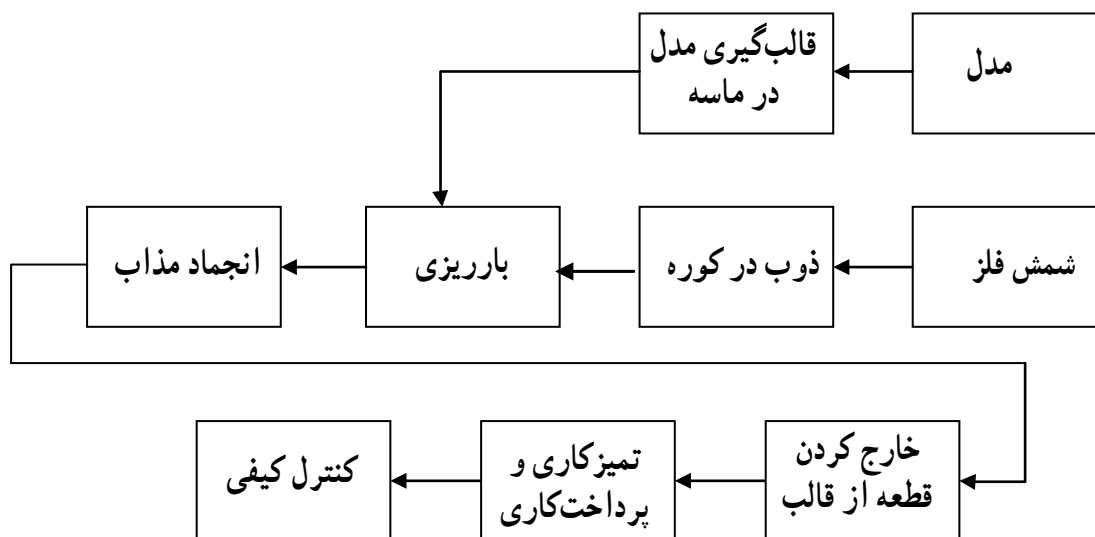 مدل
قالب‌گیری مدل
در ماسه
شمش فلز
ذوب در کوره
بارریزی
انجماد مذاب
خارج کردن
قطعه از قالب
تمیزکاری و
پرداخت‌کاری
کنترل کیفی